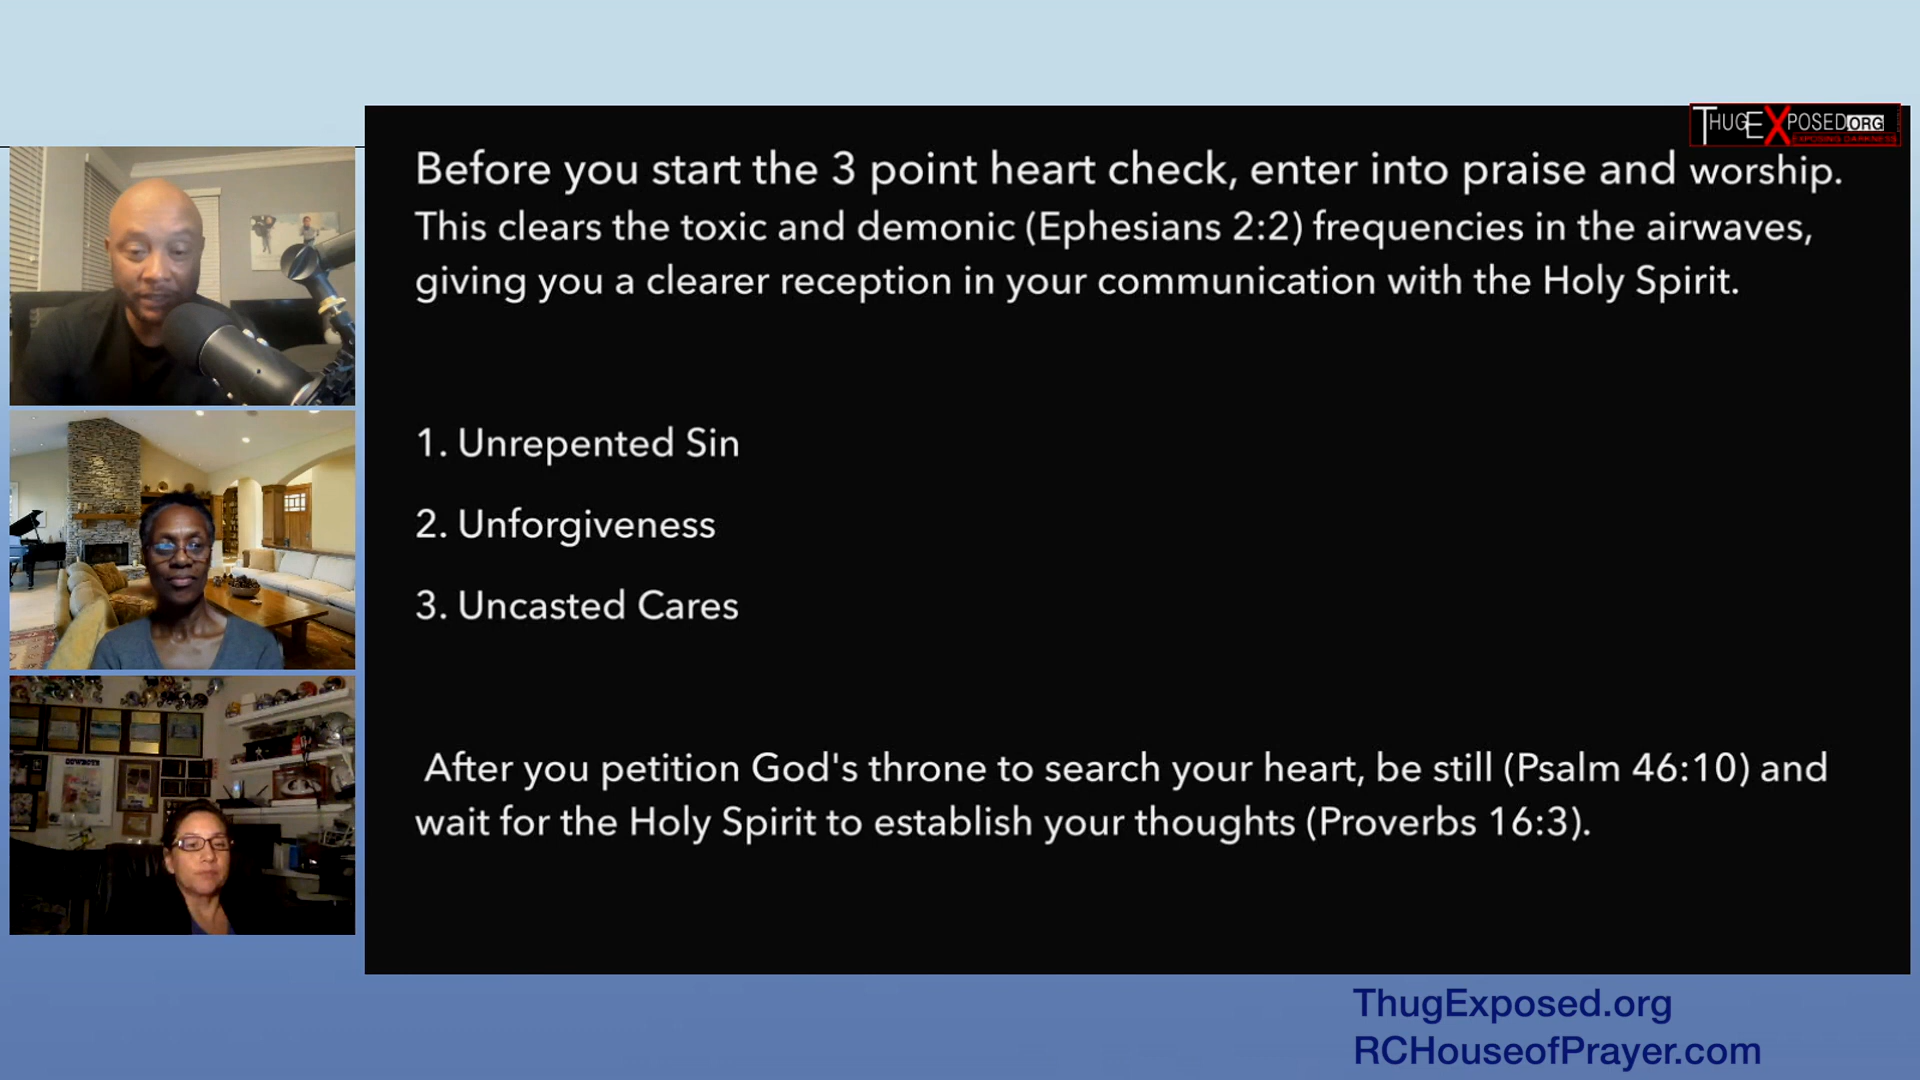 THUGEXPOSED.ORG
EXPOSING DARKNESS
Before you start the 3 point heart check, enter into praise and worship.
This clears the toxic and demonic (Ephesians 2:2) frequencies in the airwaves,
giving you a clearer reception in your communication with the Holy Spirit.
1. Unrepented Sin
2. Unforgiveness
3. Uncasted Cares
After you petition God's throne to search your heart, be still (Psalm 46:10) and
wait for the Holy Spirit to establish your thoughts (Proverbs 16:3).
COWBOYS
ThugExposed.org
RCHouseofPrayer.com